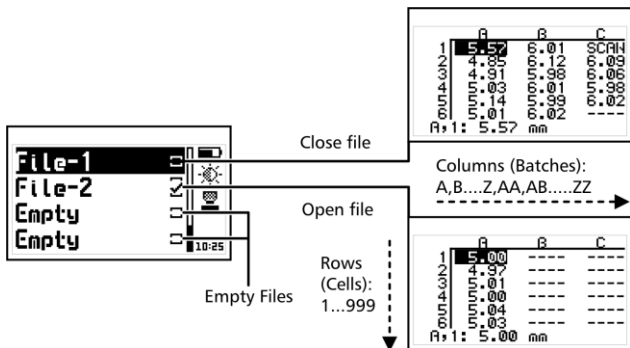 A B C
1 5.57 6.01 SCAN
2 4.85 6.12 6.09
3 4.91 5.98 6.06
4 5.03 6.01 5.98
5 5.14 5.99 6.02
6 5.01 6.02 ----
A,1: 5.57 mm
Close file
File-1
File-2
Empty
Empty
10:25
Columns (Batches):
A,B....Z,AA,AB.....ZZ
Open file
Empty Files
Rows
(Cells):
1...999
A B C
1 5.00 ---- ----
2 4.97 ---- ----
3 5.01 ---- ----
4 5.00 ---- ----
5 5.04 ---- ----
6 5.03 ---- ----
A,1: 5.00 mm